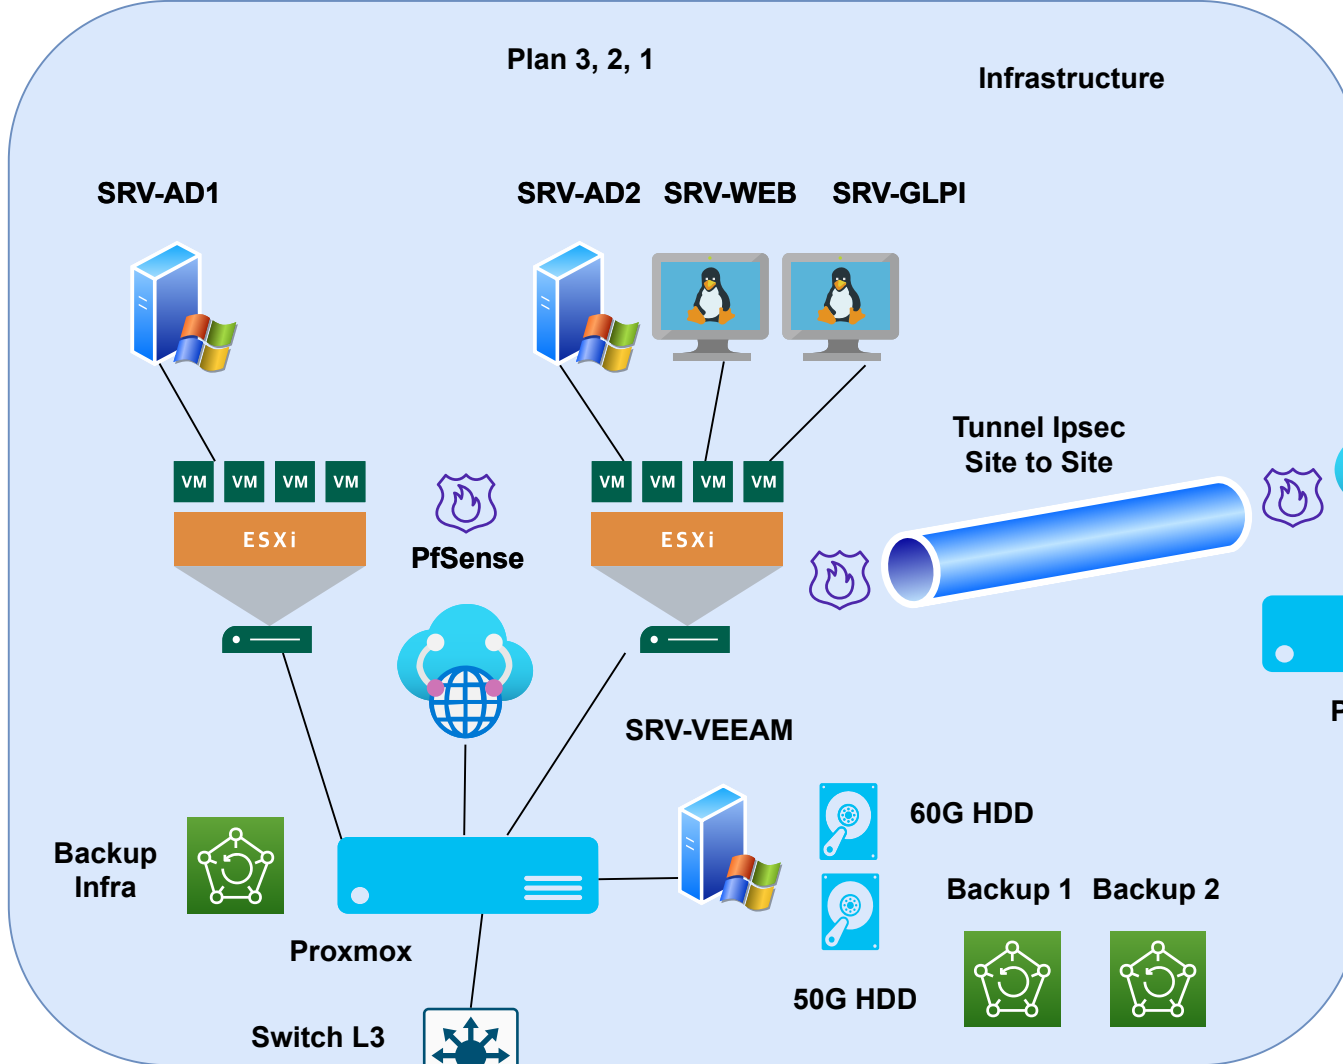 Plan 3, 2, 1
Infrastructure
SRV-AD1
SRV-AD2
SRV-WEB
SRV-GLPI
Tunnel Ipsec
Site to Site
VM
VM
VM
VM
ESXi
PfSense
VM
VM
VM
VM
ESXi
P
SRV-VEEAM
60G HDD
Backup
Infra
Backup 1
Backup 2
Proxmox
50G HDD
Switch L3